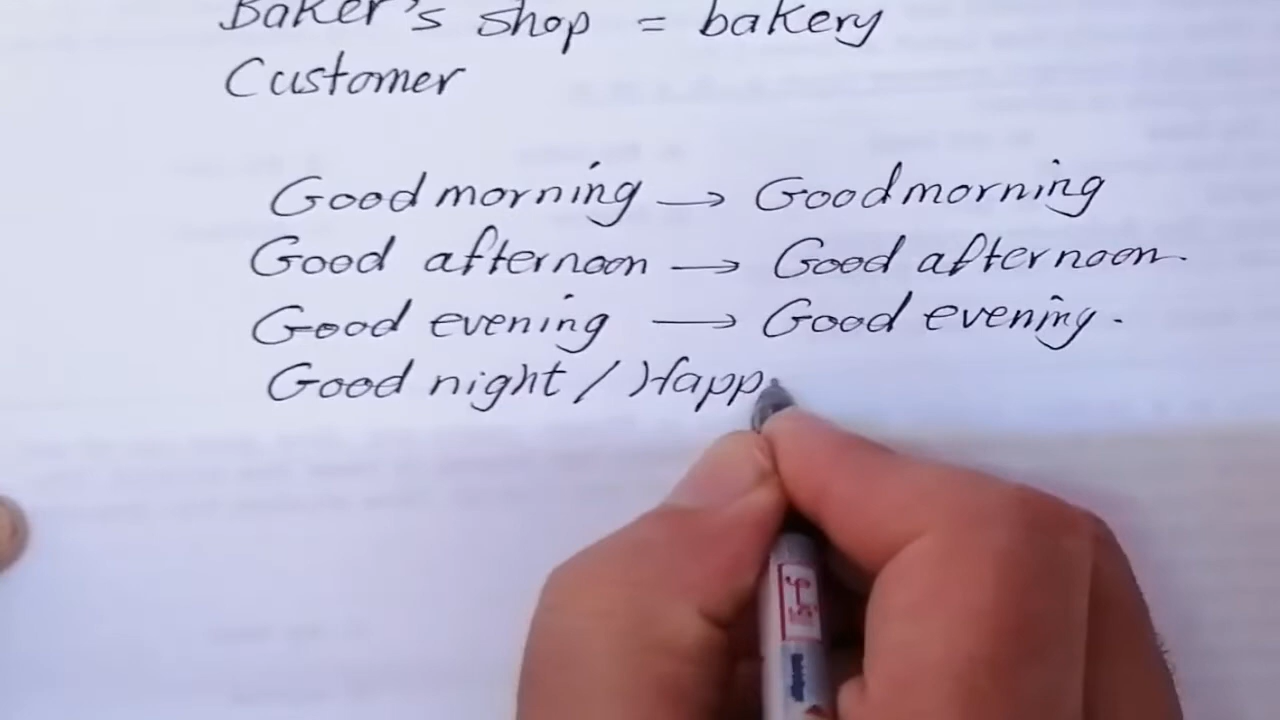 Baker's shop = bakery
Customer
Good morning → Good morning
Good afternoon → Good afternoon.
Good evening → Good evening.
Good night / Happ